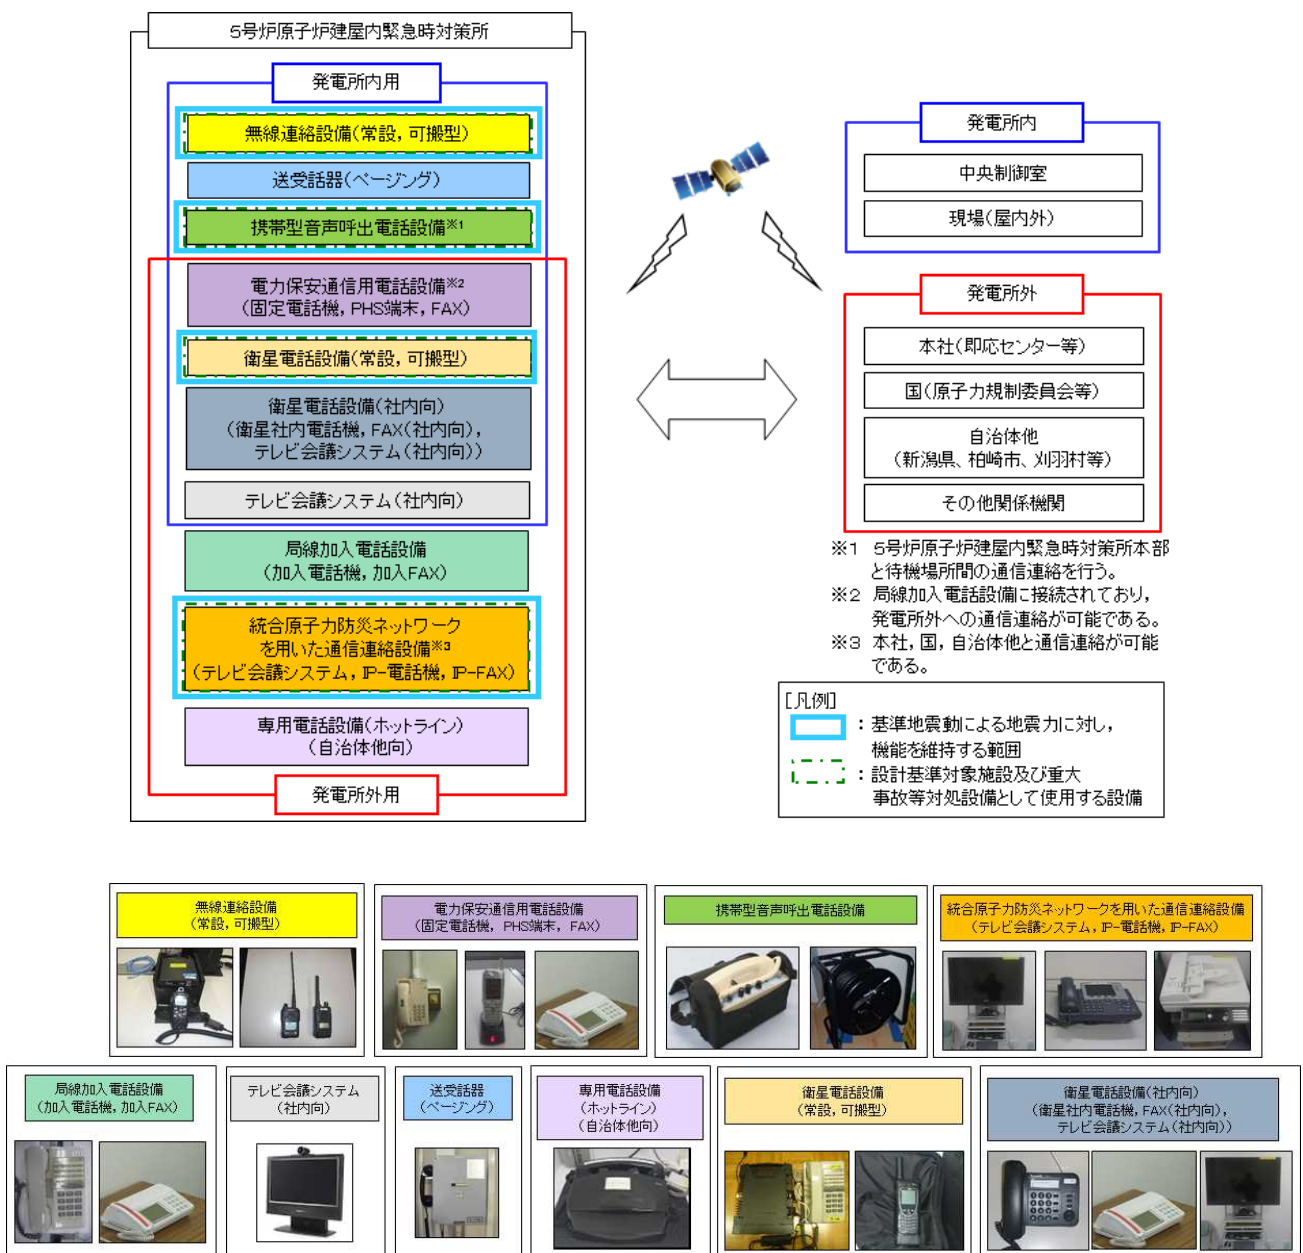 5号炉原子炉建屋内緊急時対策所
発電所内用
無線連絡設備(常設, 可搬型)
送受話器(ページング)
携帯型音声呼出電話設備※1
電力保安通信用電話設備※2
(固定電話機, PHS端末, FAX)
衛星電話設備(常設, 可搬型)
衛星電話設備(社内向)
(衛星社内電話機, FAX(社内向),
テレビ会議システム(社内向))
テレビ会議システム(社内向)
局線加入電話設備
(加入電話機, 加入FAX)
統合原子力防災ネットワーク
を用いた通信連絡設備※3
(テレビ会議システム, IP-電話機, IP-FAX)
専用電話設備(ホットライン)
(自治体他向)
発電所外用
発電所内
中央制御室
現場(屋内外)
発電所外
本社(即応センター等)
国(原子力規制委員会等)
自治体他
(新潟県、柏崎市、刈羽村等)
その他関係機関
※1 5号炉原子炉建屋内緊急時対策所本部
と待機場所間の通信連絡を行う。
※2 局線加入電話設備に接続されており,
発電所外への通信連絡が可能である。
※3 本社, 国, 自治体他と通信連絡が可能
である。
[凡例]
: 基準地震動による地震力に対し,
機能を維持する範囲
: 設計基準対象施設及び重大
事故等対処設備として使用する設備
無線連絡設備
(常設, 可搬型)
電力保安通信用電話設備
(固定電話機, PHS端末, FAX)
携帯型音声呼出電話設備
統合原子力防災ネットワークを用いた通信連絡設備
(テレビ会議システム, IP-電話機, IP-FAX)
局線加入電話設備
(加入電話機, 加入FAX)
テレビ会議システム
(社内向)
送受話器
(ページング)
専用電話設備
(ホットライン)
(自治体他向)
衛星電話設備
(常設, 可搬型)
衛星電話設備(社内向)
(衛星社内電話機, FAX(社内向),
テレビ会議システム(社内向))